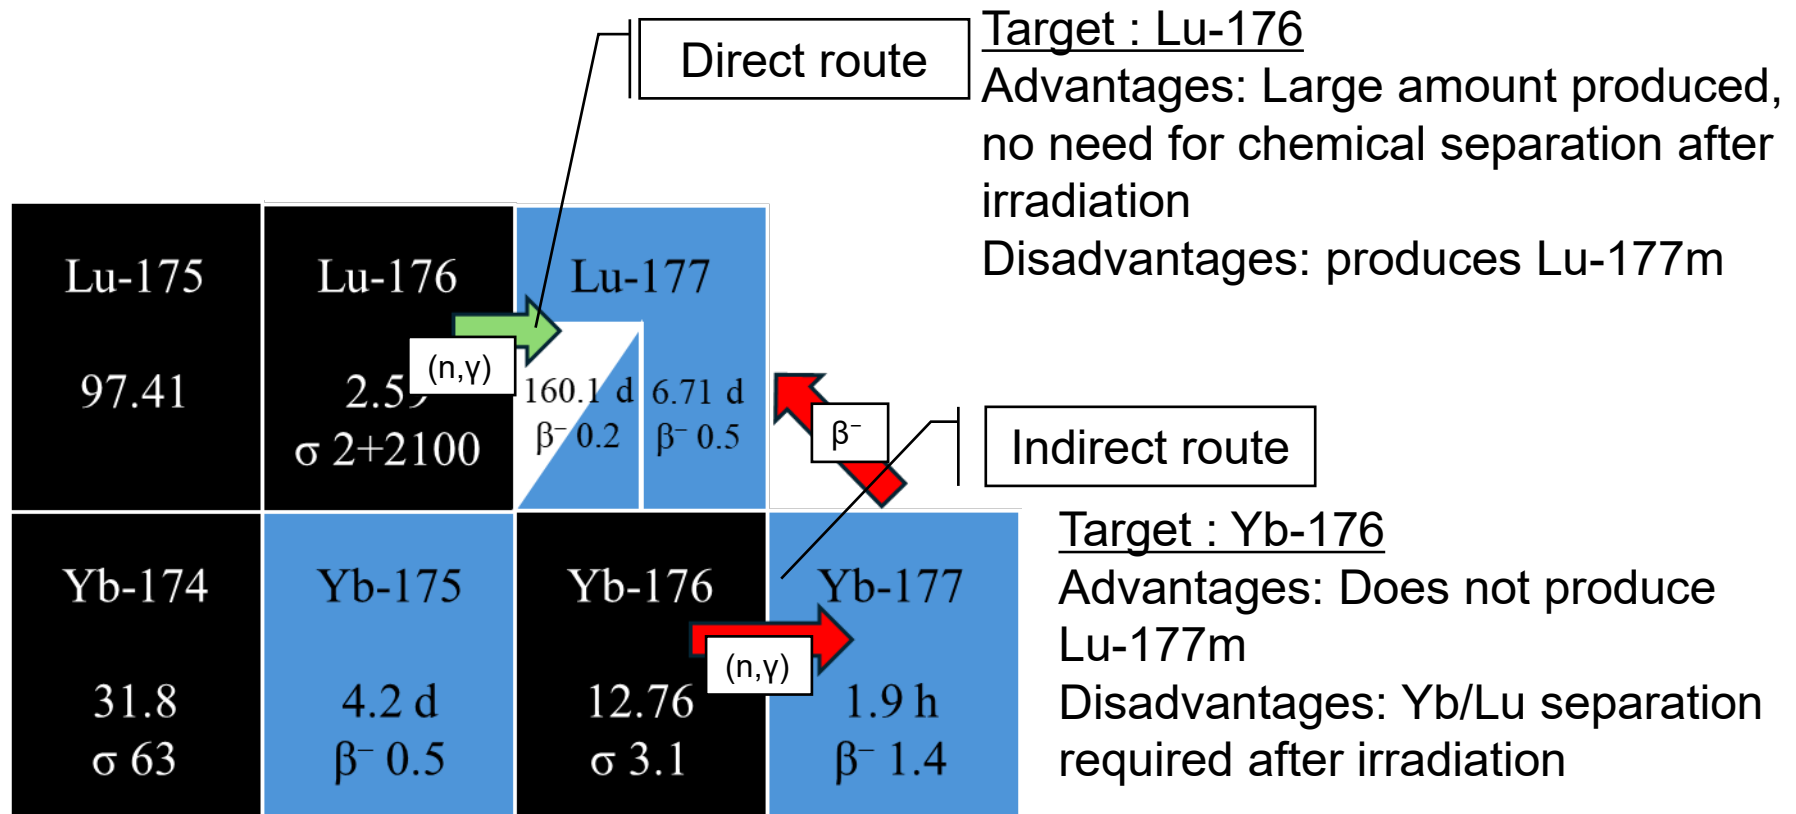 Direct route
Target : Lu-176
Advantages: Large amount produced,
no need for chemical separation after
irradiation
Disadvantages: produces Lu-177m
Lu-175
97.41
Lu-176
σ 2+2100
(n,γ)
Lu-177
160.1 d
β⁻ 0.2
6.71 d
β⁻ 0.5
β⁻
Indirect route
Target : Yb-176
Advantages: Does not produce
Lu-177m
Disadvantages: Yb/Lu separation
required after irradiation
Yb-174
31.8
σ 63
Yb-175
4.2 d
β⁻ 0.5
Yb-176
12.76
σ 3.1
(n,γ)
Yb-177
1.9 h
β⁻ 1.4